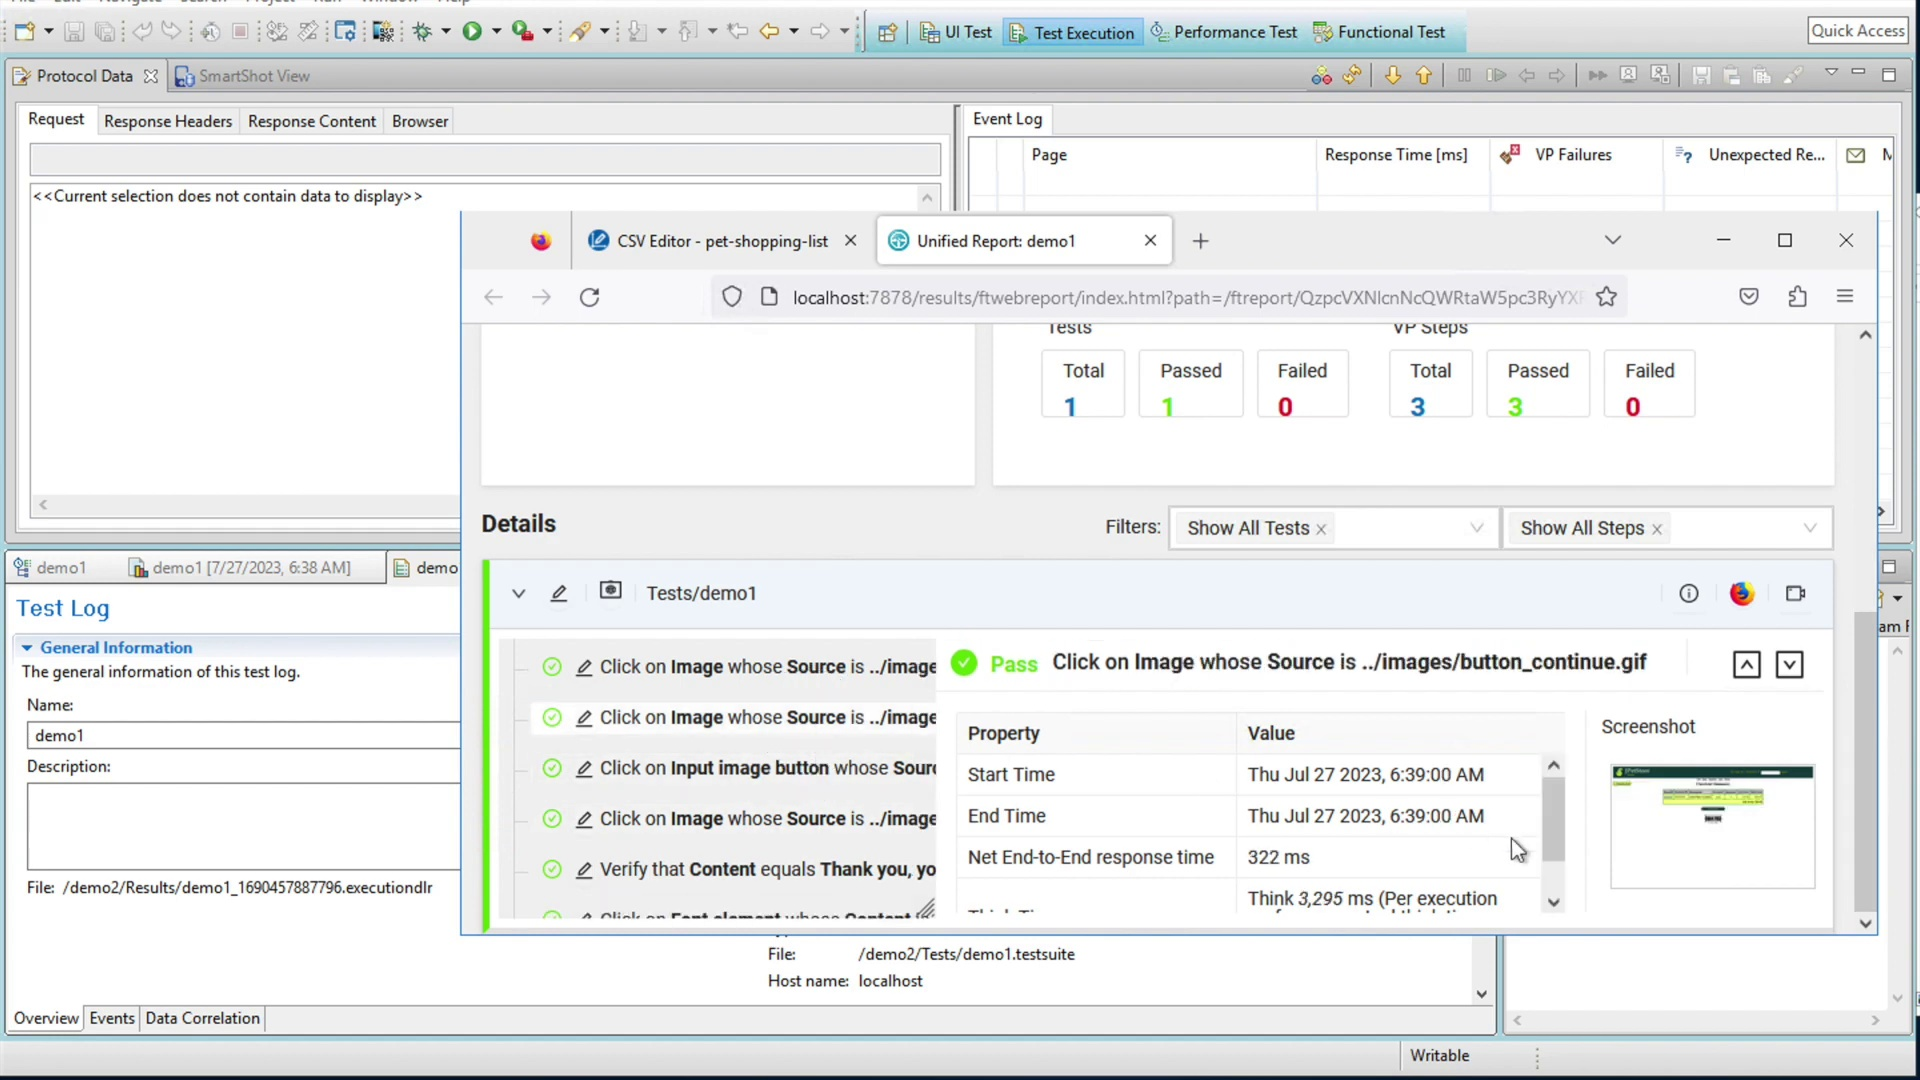 UI Test
Test Execution
Performance Test
Functional Test
Quick Access
Protocol Data
SmartShot View
Request
Response Headers
Response Content
Browser
<<Current selection does not contain data to display>>
Event Log
Page
Response Time [ms]
VP Failures
Unexpected Re...
CSV Editor - pet-shopping-list
Unified Report: demo1
localhost:7878/results/ftwebreport/index.html?path=/ftreport/QzpcVXNlcnNcQWRtaW5pc3RyYX
Tests
VP Steps
Total
Passed
Failed
Total
Passed
Failed
1
1
0
3
3
0
Details
Filters:
Show All Tests
Show All Steps
demo1
demo1 [7/27/2023, 6:38 AM]
demo
Tests/demo1
Test Log
General Information
The general information of this test log.
Name:
demo1
Description:
File: /demo2/Results/demo1_1690457887796.executiondlr
Click on Image whose Source is ../image
Click on Image whose Source is ../image
Click on Input image button whose Sourc
Click on Image whose Source is ../image
Verify that Content equals Thank you, yo
Click on Font element whose Content
Pass
Click on Image whose Source is ../images/button_continue.gif
Property
Value
Start Time
Thu Jul 27 2023, 6:39:00 AM
End Time
Thu Jul 27 2023, 6:39:00 AM
Net End-to-End response time
322 ms
Think 3,295 ms (Per execution
Screenshot
File: /demo2/Tests/demo1.testsuite
Host name: localhost
Overview
Events
Data Correlation
Writable